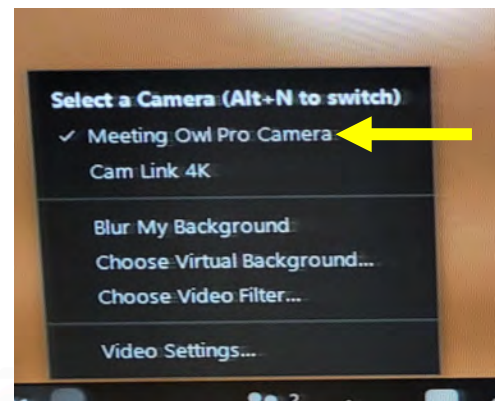 Select a Camera (Alt+N to switch)
✓ Meeting Owl Pro Camera
Cam Link 4K
Blur My Background
Choose Virtual Background...
Choose Video Filter...
Video Settings...
2